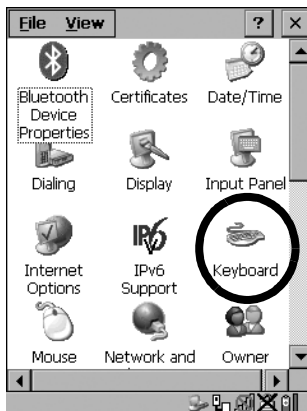 File View ? ×
Bluetooth Certificates Date/Time
Device
Properties
Dialing Display Input Panel
IPv6
Internet IPv6 Keyboard
Options Support
Mouse Network and Owner